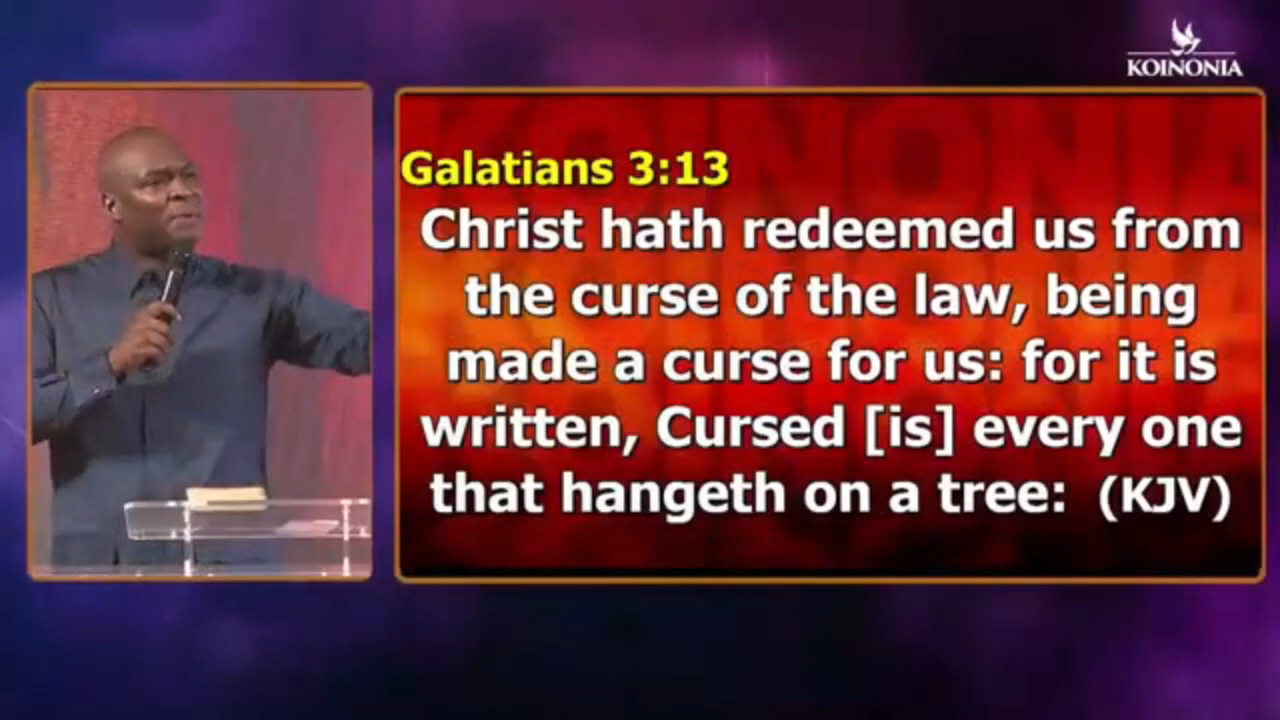 KOINONIA
Galatians 3:13
Christ hath redeemed us from
the curse of the law, being
made a curse for us: for it is
written, Cursed [is] every one
that hangeth on a tree: (KJV)